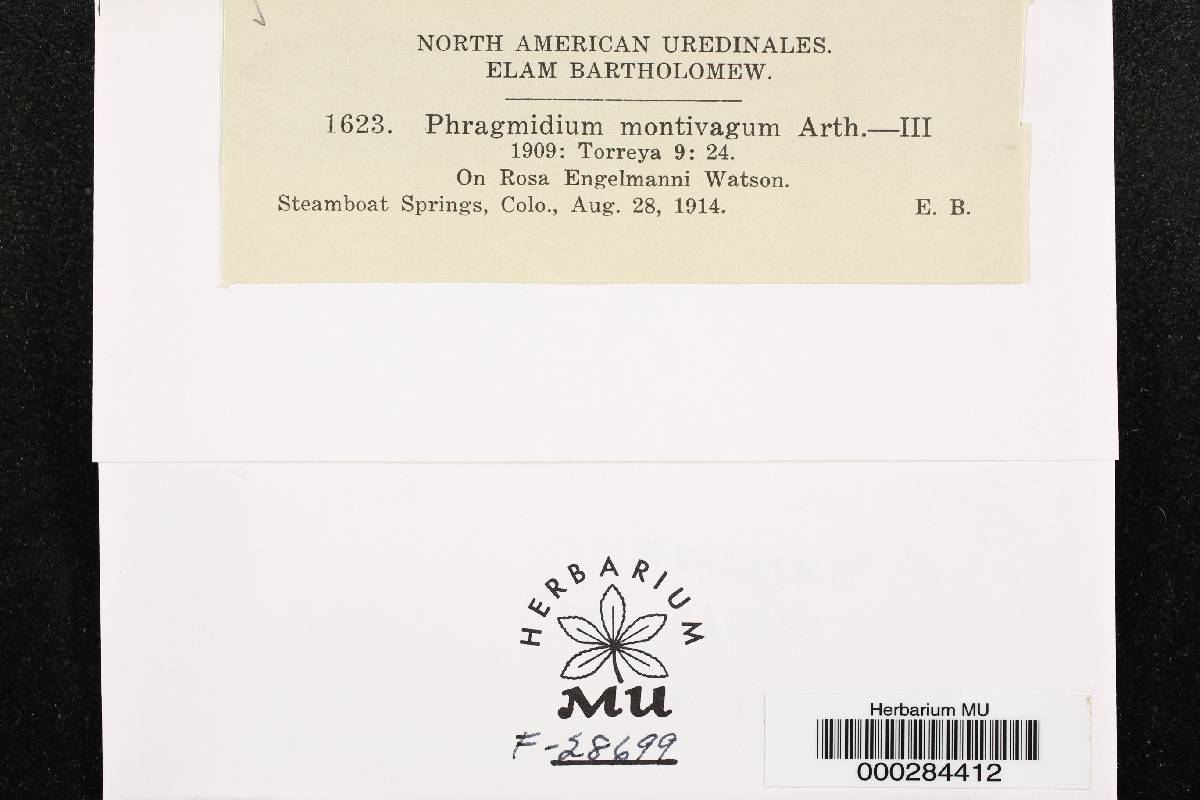 NORTH AMERICAN UREDINALES.
ELAM BARTHOLOMEW.
1623. Phragmidium montivagum Arth.—III
1909: Torreya 9: 24.
On Rosa Engelmanni Watson.
Steamboat Springs, Colo., Aug. 28, 1914. E. B.
HERBARIUM
MU
F-28699
Herbarium MU
000284412